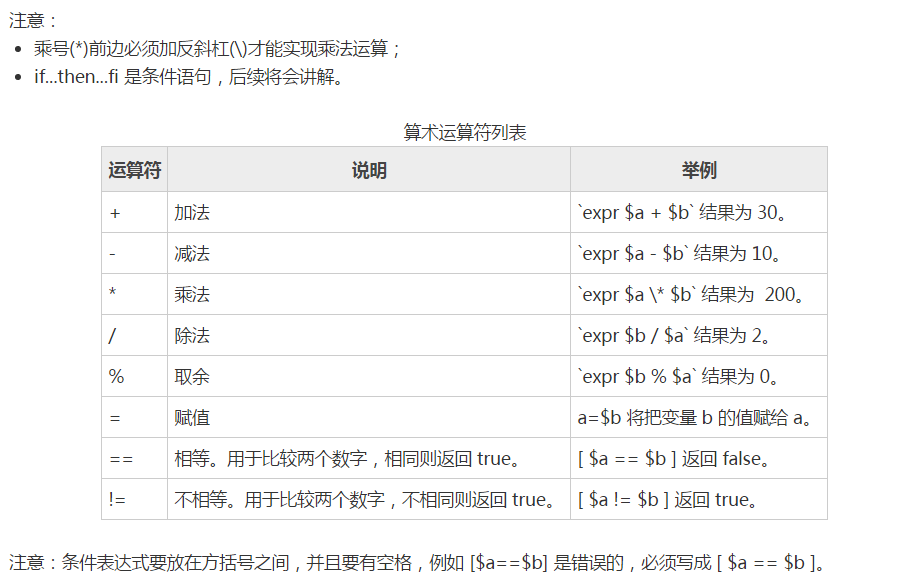 注意：
• 乘号(*)前边必须加反斜杠(\)才能实现乘法运算；
• if...then...fi 是条件语句，后续将会讲解。
算术运算符列表
运算符 说明 举例
+ 加法 `expr $a + $b` 结果为 30。
- 减法 `expr $a - $b` 结果为 10。
* 乘法 `expr $a \* $b` 结果为  200。
/ 除法 `expr $b / $a` 结果为 2。
% 取余 `expr $b % $a` 结果为 0。
= 赋值 a=$b 将把变量 b 的值赋给 a。
== 相等。用于比较两个数字，相同则返回 true。 [ $a == $b ] 返回 false。
!= 不相等。用于比较两个数字，不相同则返回 true。 [ $a != $b ] 返回 true。
注意：条件表达式要放在方括号之间，并且要有空格，例如 [$a==$b] 是错误的，必须写成 [ $a == $b ]。